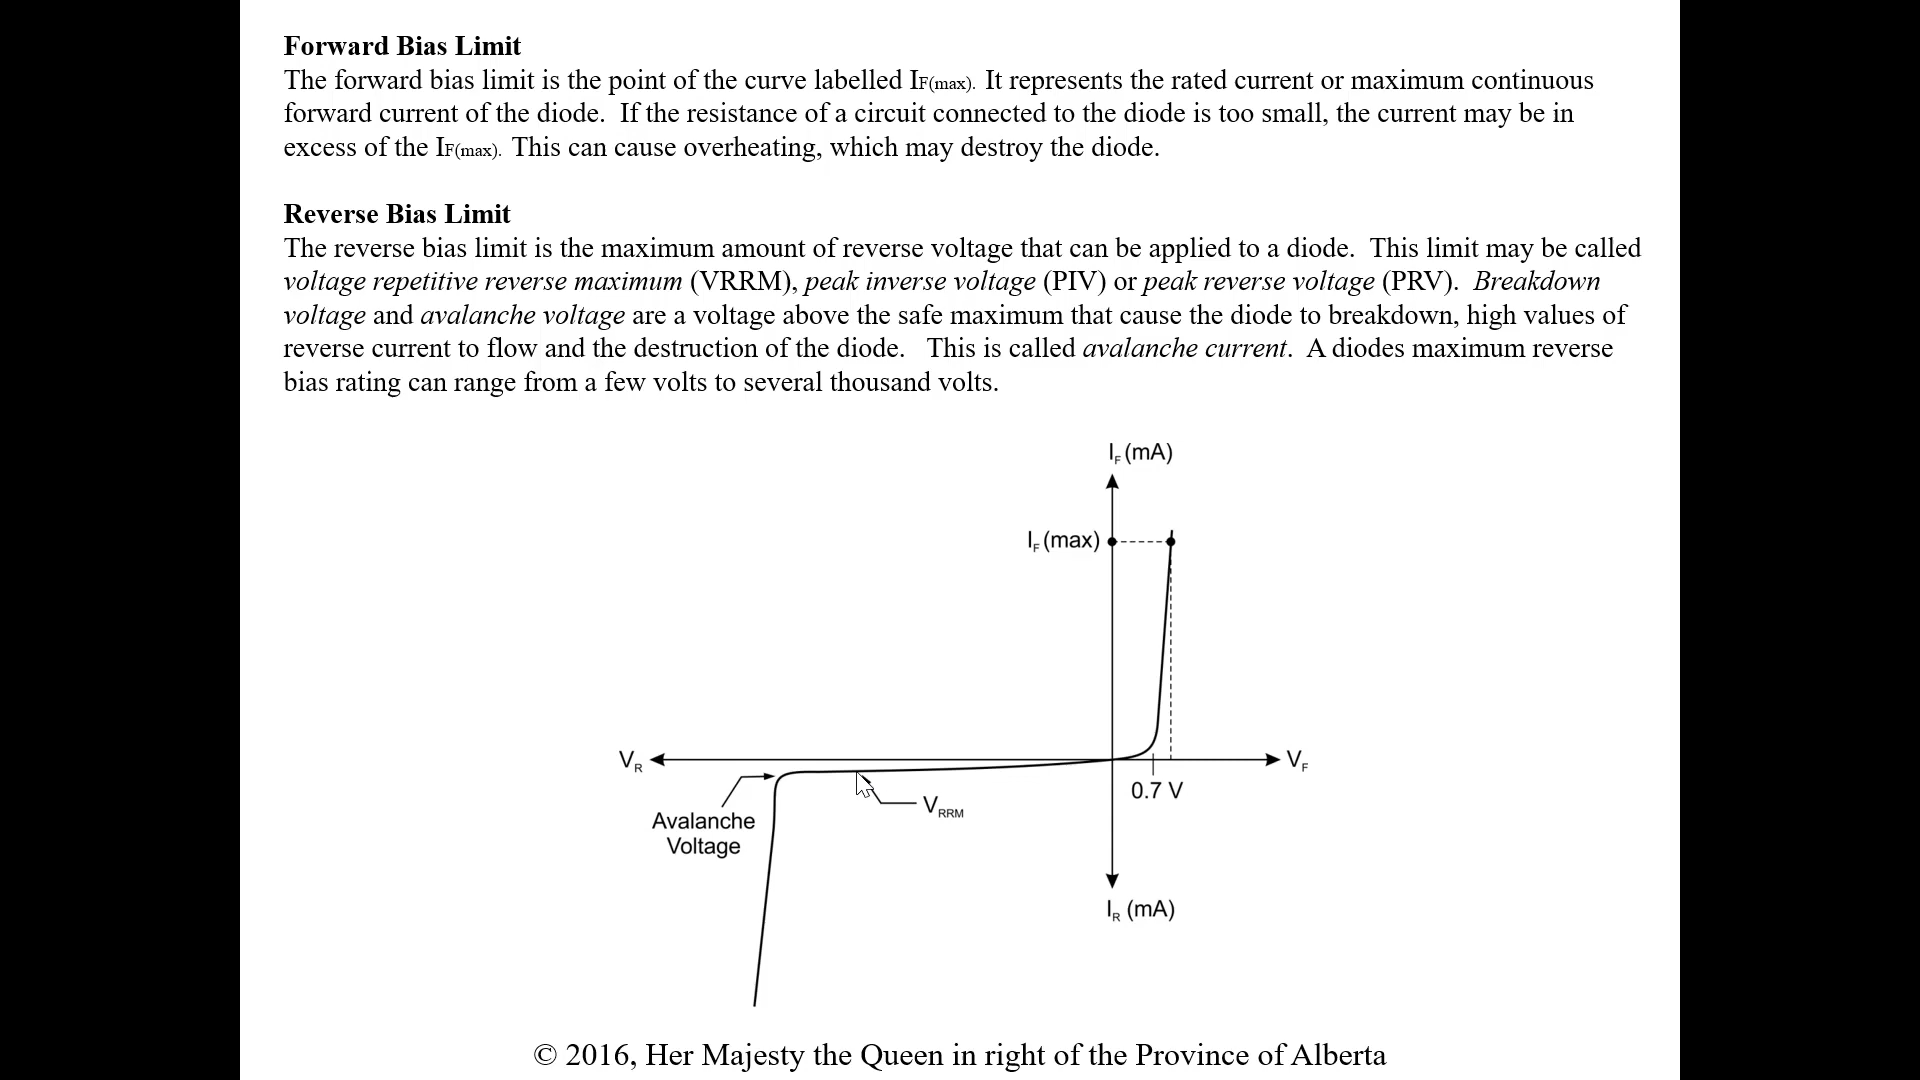 Forward Bias Limit
The forward bias limit is the point of the curve labelled IF(max). It represents the rated current or maximum continuous
forward current of the diode.  If the resistance of a circuit connected to the diode is too small, the current may be in
excess of the IF(max). This can cause overheating, which may destroy the diode.
Reverse Bias Limit
The reverse bias limit is the maximum amount of reverse voltage that can be applied to a diode.  This limit may be called
voltage repetitive reverse maximum (VRRM), peak inverse voltage (PIV) or peak reverse voltage (PRV).  Breakdown
voltage and avalanche voltage are a voltage above the safe maximum that cause the diode to breakdown, high values of
reverse current to flow and the destruction of the diode.   This is called avalanche current.  A diodes maximum reverse
bias rating can range from a few volts to several thousand volts.
IF (mA)
IF (max)
VR
VF
0.7 V
VRRM
Avalanche
Voltage
IR (mA)
© 2016, Her Majesty the Queen in right of the Province of Alberta